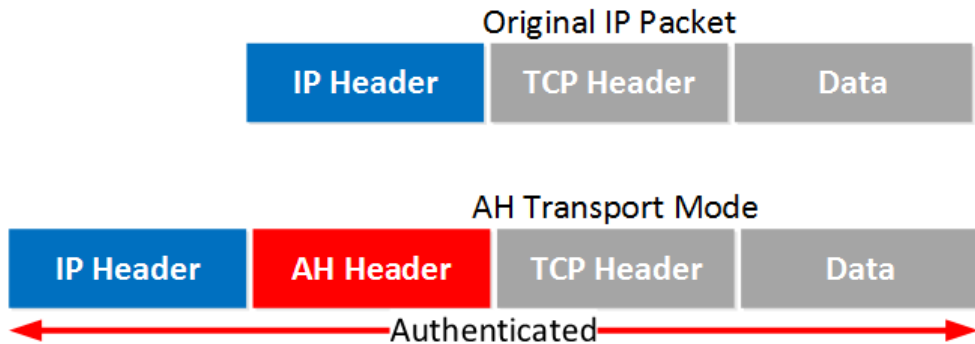 Original IP Packet
IP Header TCP Header Data
AH Transport Mode
IP Header AH Header TCP Header Data
Authenticated